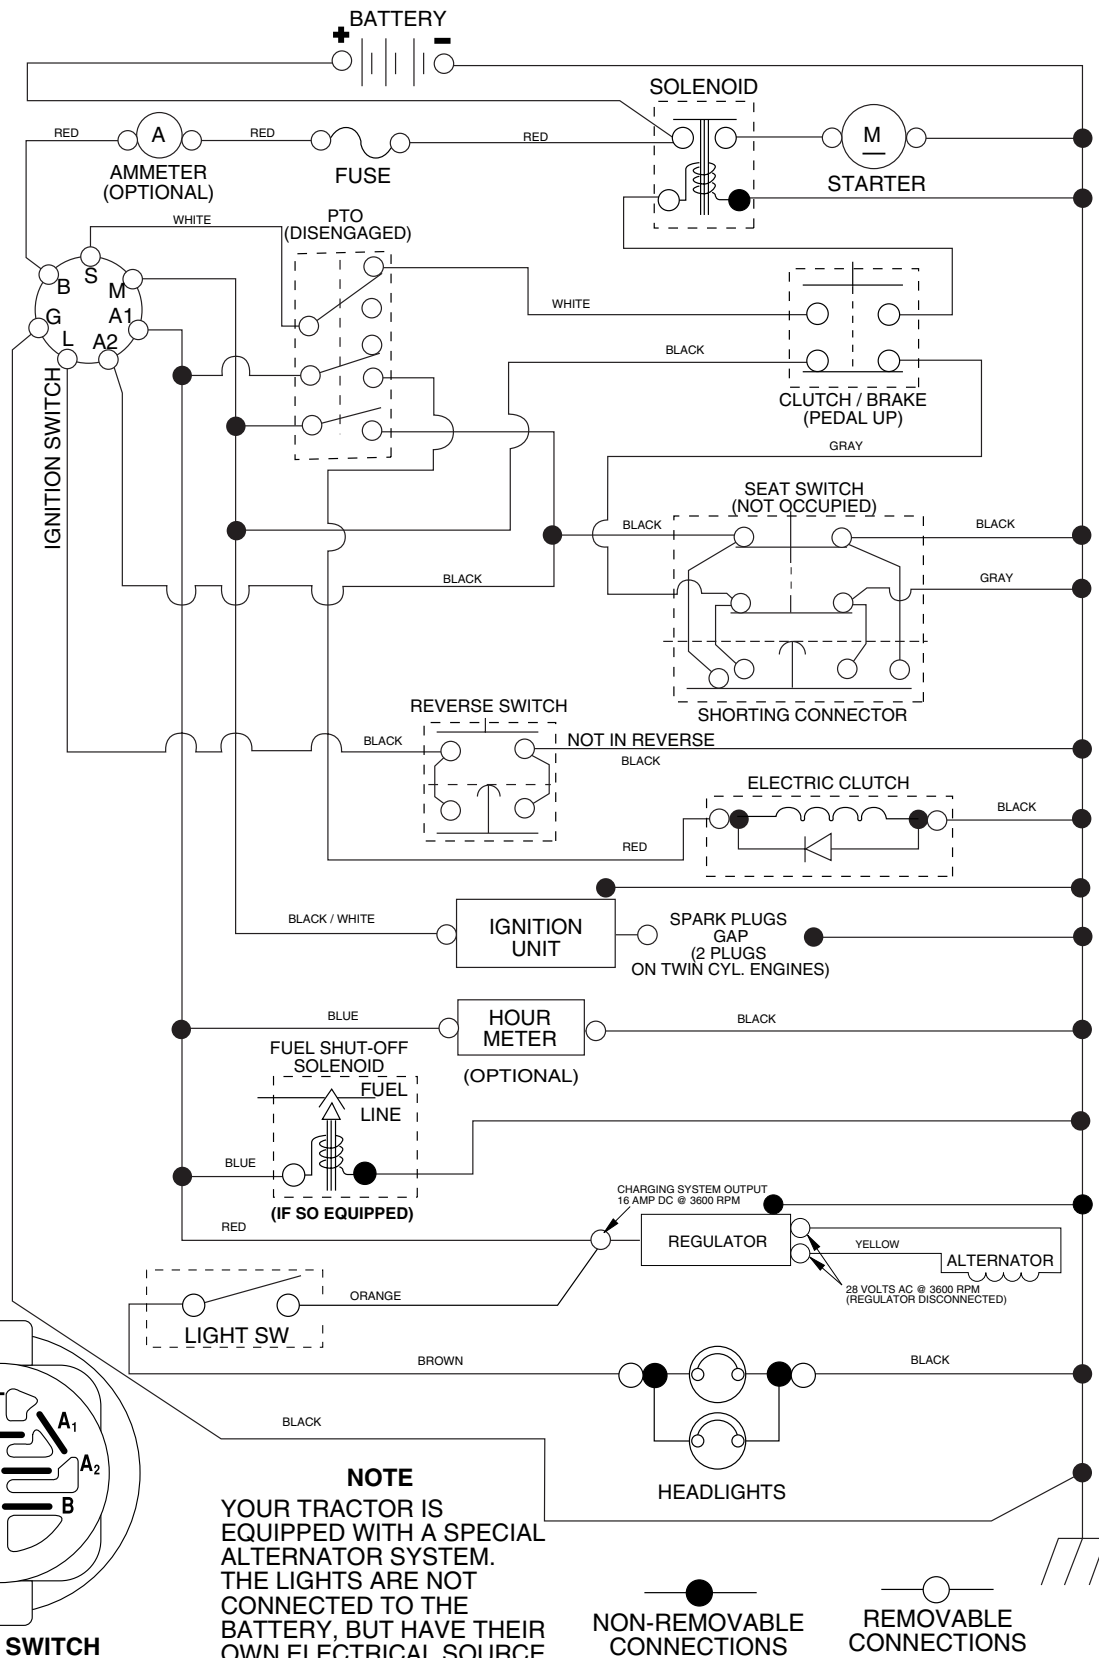 BATTERY
+
-
SOLENOID
RED
A
RED
RED
M
AMMETER
(OPTIONAL)
FUSE
STARTER
WHITE
PTO
(DISENGAGED)
S
B
M
G
A1
L
A2
WHITE
BLACK
IGNITION SWITCH
CLUTCH / BRAKE
(PEDAL UP)
GRAY
SEAT SWITCH
(NOT OCCUPIED)
BLACK
BLACK
BLACK
GRAY
REVERSE SWITCH
SHORTING CONNECTOR
BLACK
NOT IN REVERSE
BLACK
ELECTRIC CLUTCH
BLACK
RED
BLACK / WHITE
IGNITION
UNIT
SPARK PLUGS
GAP
(2 PLUGS
ON TWIN CYL. ENGINES)
BLUE
HOUR
METER
BLACK
(OPTIONAL)
FUEL SHUT-OFF
SOLENOID
FUEL
LINE
BLUE
(IF SO EQUIPPED)
CHARGING SYSTEM OUTPUT
16 AMP DC @ 3600 RPM
RED
REGULATOR
YELLOW
ALTERNATOR
28 VOLTS AC @ 3600 RPM
(REGULATOR DISCONNECTED)
ORANGE
LIGHT SW
BROWN
BLACK
A1
BLACK
A2
B
HEADLIGHTS
NOTE
YOUR TRACTOR IS
EQUIPPED WITH A SPECIAL
ALTERNATOR SYSTEM.
THE LIGHTS ARE NOT
CONNECTED TO THE
BATTERY, BUT HAVE THEIR
OWN ELECTRICAL SOURCE
SWITCH
NON-REMOVABLE
CONNECTIONS
REMOVABLE
CONNECTIONS